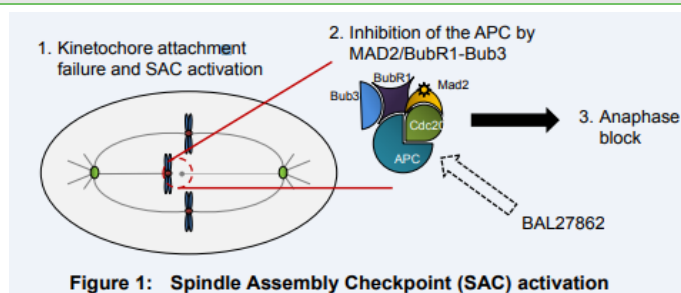 1. Kinetochore attachment
failure and SAC activation
2. Inhibition of the APC by
MAD2/BubR1-Bub3
BubR1
Mad2
Bub3
Cdc20
APC
3. Anaphase
block
BAL27862
Figure 1: Spindle Assembly Checkpoint (SAC) activation